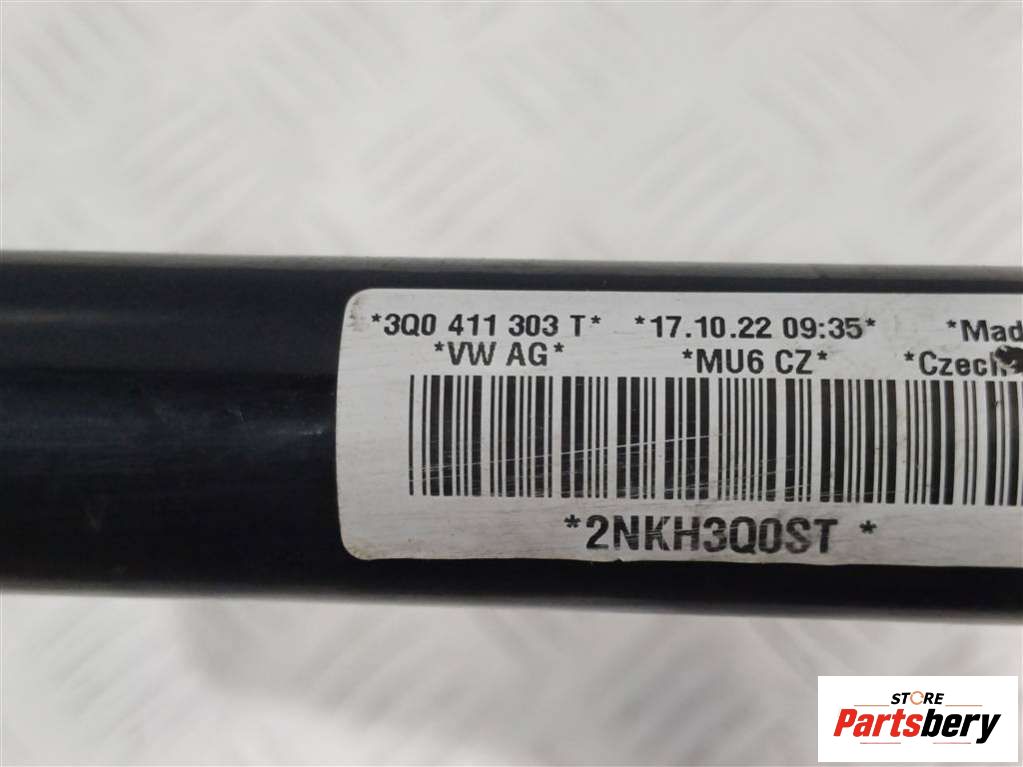 *3Q0 411 303 T* *17.10.22 09:35* *Mad
*VW AG* *MU6 CZ* *Czech
*2NKH3Q0ST *
STORE
Partsbery